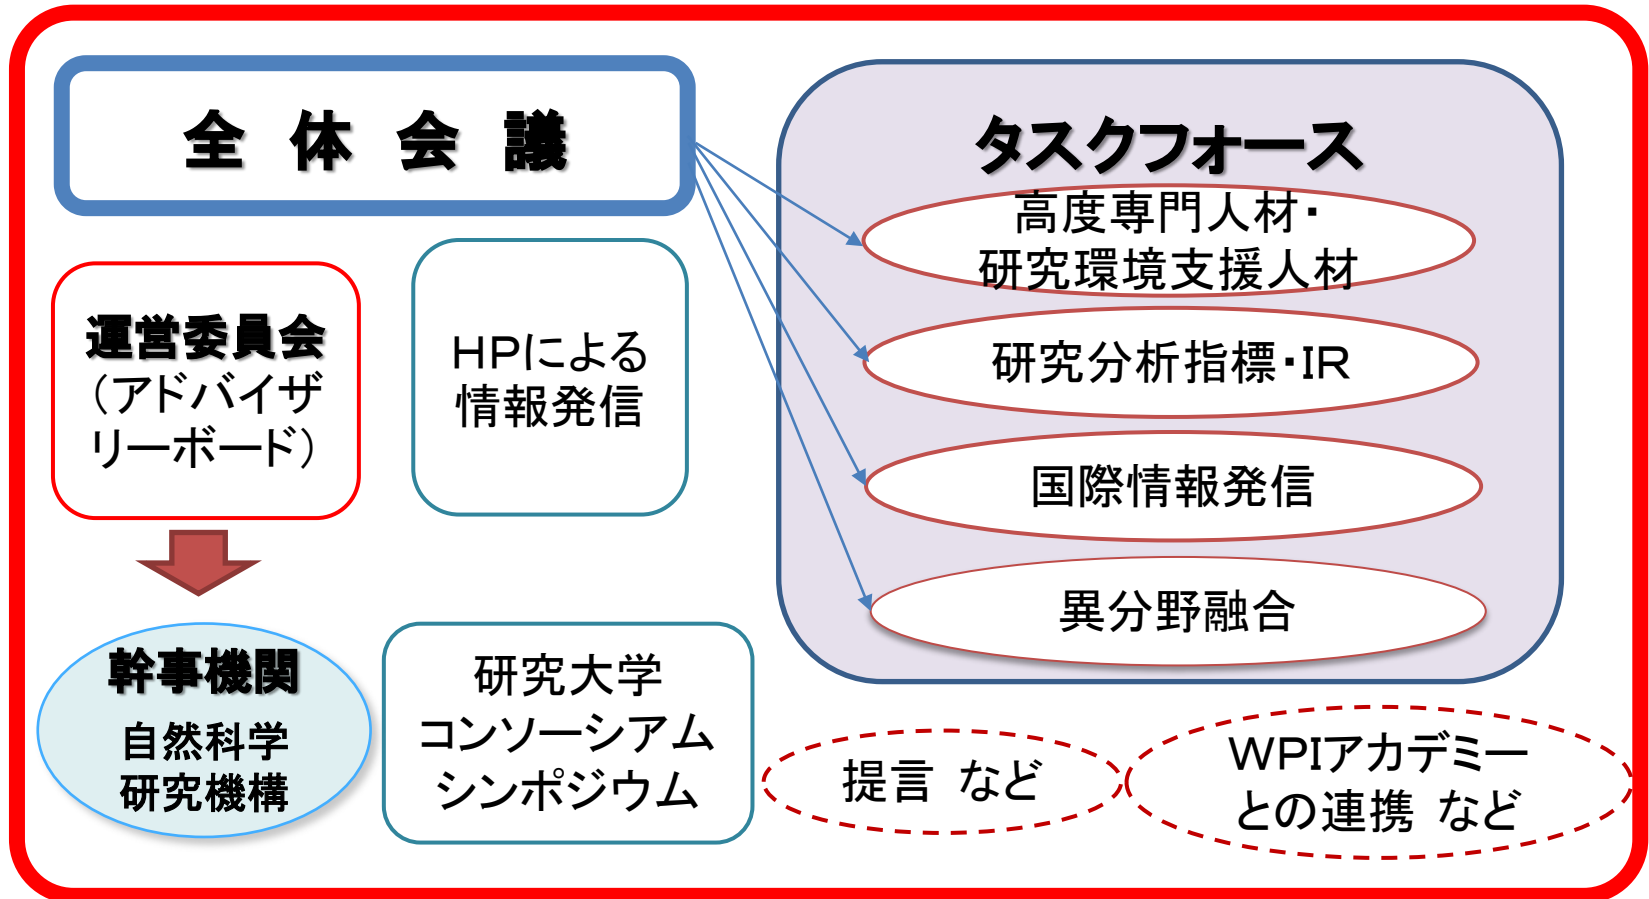 全　体　会　議
タスクフォース
高度専門人材・
研究環境支援人材
研究分析指標・IR
国際情報発信
異分野融合
運営委員会
（アドバイザ
リーボード）
HPによる
情報発信
幹事機関
自然科学
研究機構
研究大学
コンソーシアム
シンポジウム
提言 など
WPIアカデミー
との連携 など